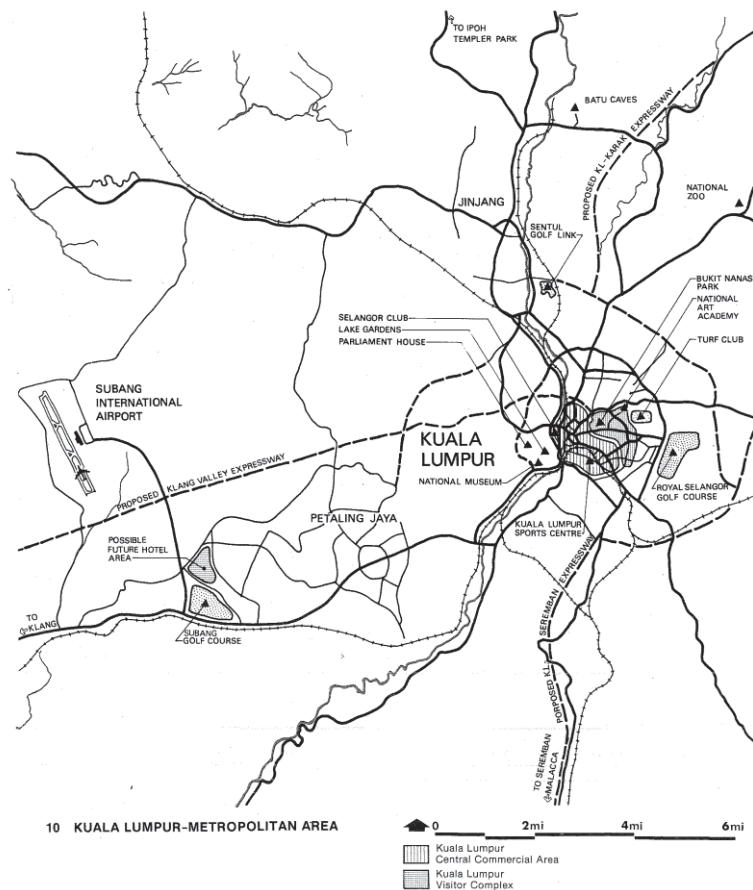 TO IPOH
TEMPLER PARK
BATU CAVES
PROPOSED KL-KARAK EXPRESSWAY
NATIONAL
ZOO
JINJANG
SENTUL
GOLF LINK
BUKIT NANAS
PARK
NATIONAL
ART
ACADEMY
TURF CLUB
SELANGOR CLUB
LAKE GARDENS
PARLIAMENT HOUSE
SUBANG
INTERNATIONAL
AIRPORT
KUALA
LUMPUR
NATIONAL MUSEUM
PROPOSED KLANG VALLEY EXPRESSWAY
ROYAL SELANGOR
GOLF COURSE
PETALING JAYA
KUALA LUMPUR
SPORTS CENTRE
POSSIBLE
FUTURE HOTEL
AREA
TO
KLANG
SUBANG
GOLF COURSE
PORPOSED KL. SEREMBAN EXPRESSWAY
TO SEREMBAN
MALACCA
10 KUALA LUMPUR-METROPOLITAN AREA
0 2mi 4mi 6mi
Kuala Lumpur
Central Commercial Area
Kuala Lumpur
Visitor Complex